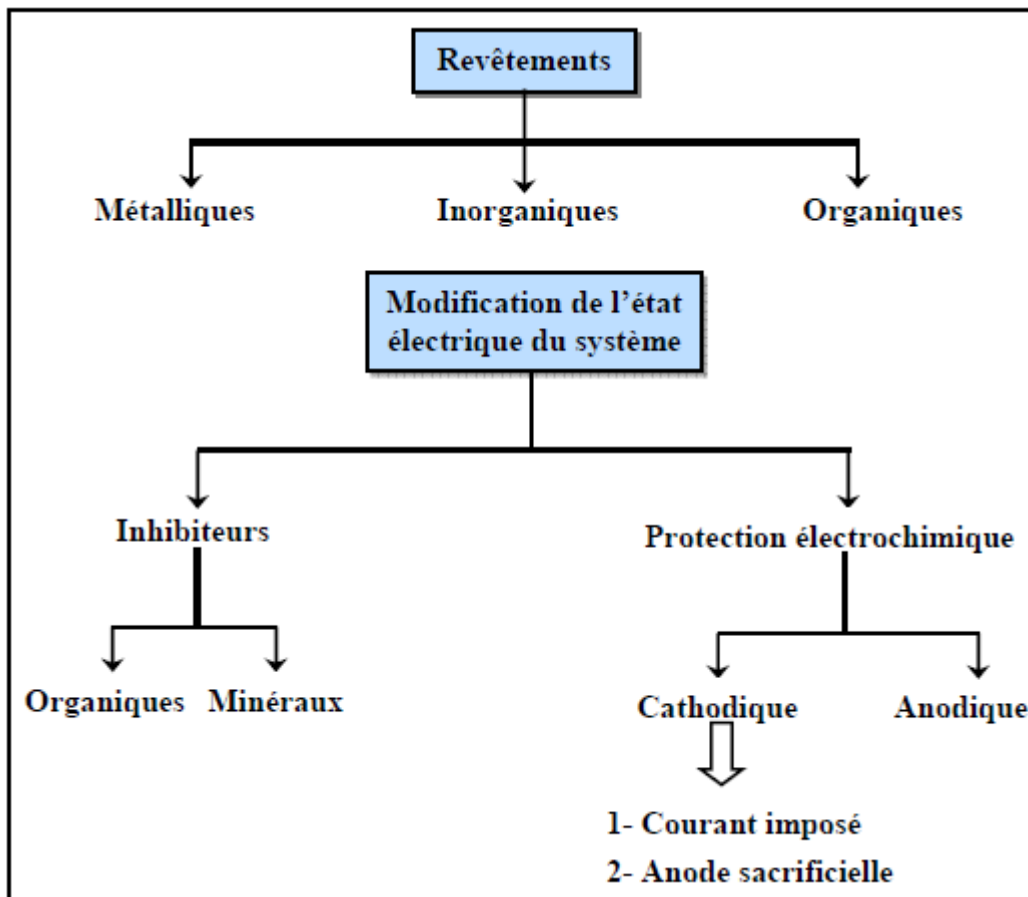 Revêtements
Métalliques Inorganiques Organiques
Modification de l'état
électrique du système
Inhibiteurs Protection électrochimique
Organiques Minéraux Cathodique Anodique
1- Courant imposé
2- Anode sacrificielle